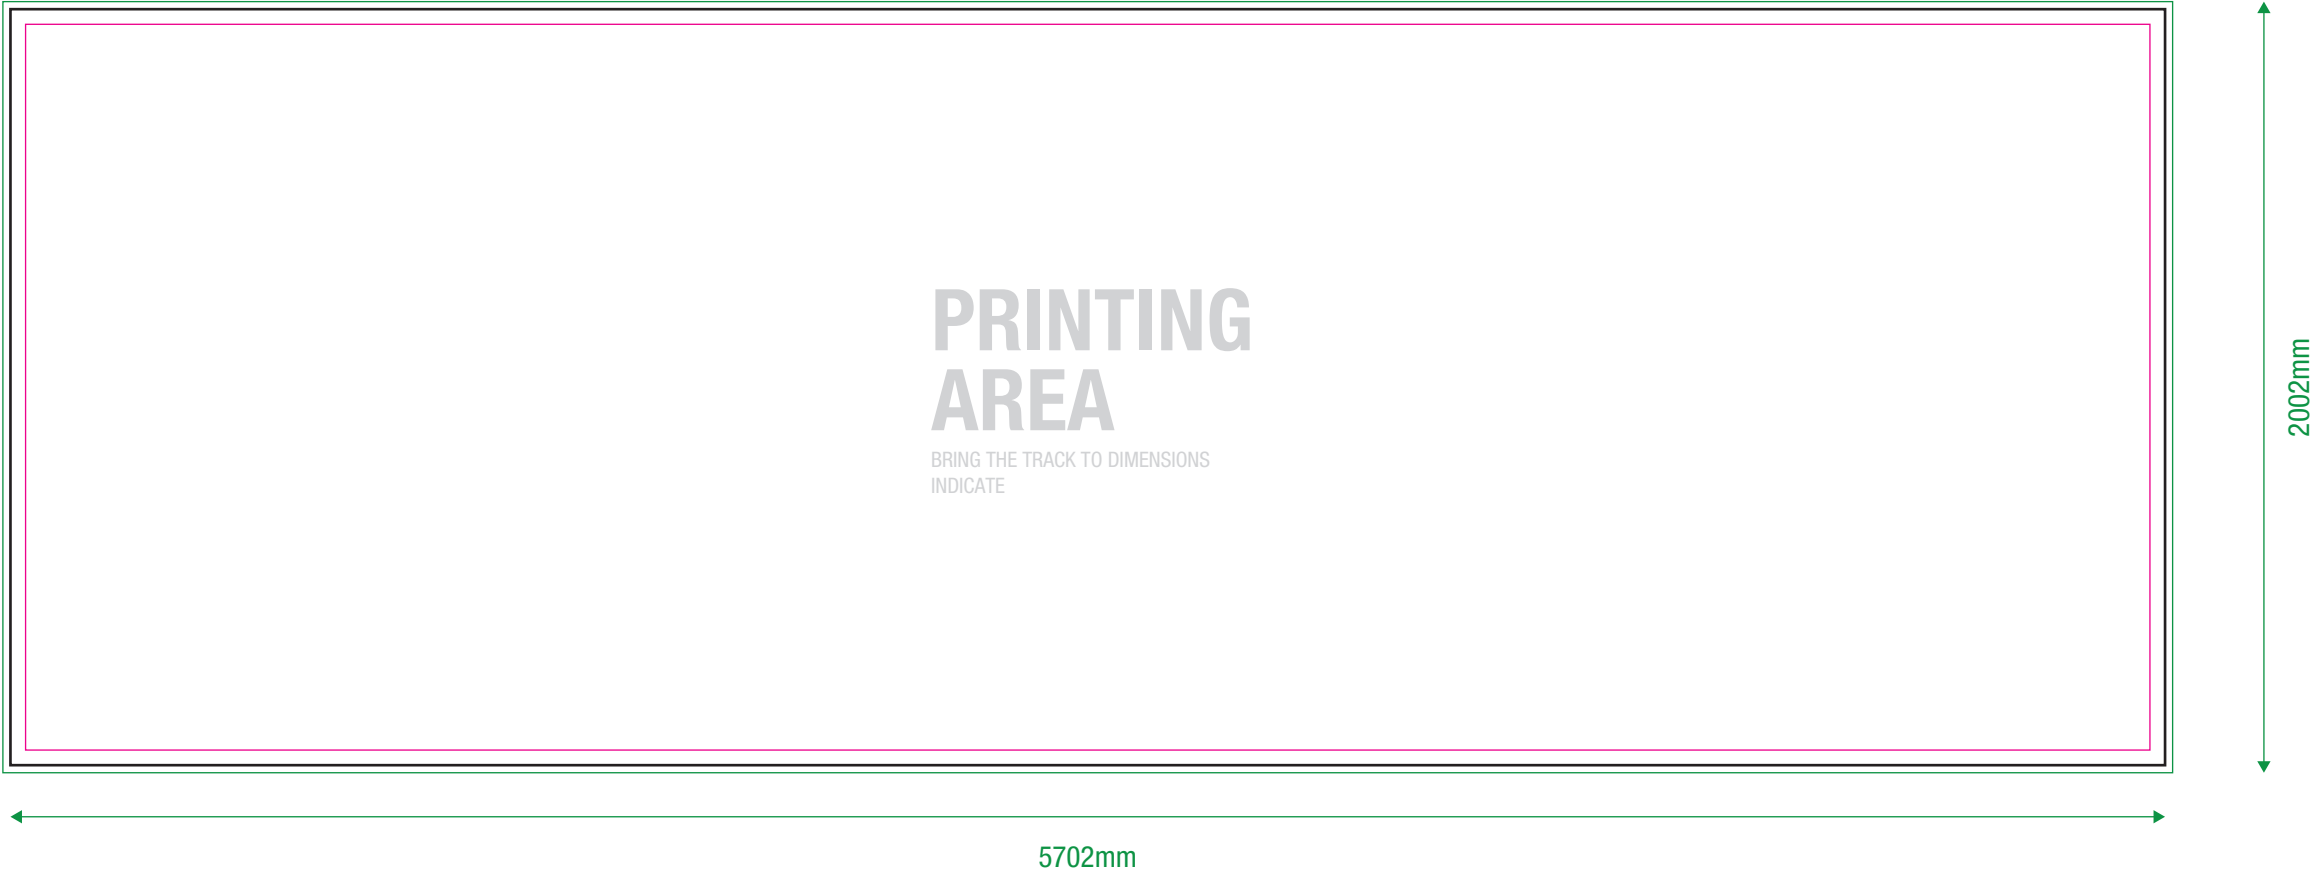 PRINTING
AREA
BRING THE TRACK TO DIMENSIONS
INDICATE
2002mm
5702mm